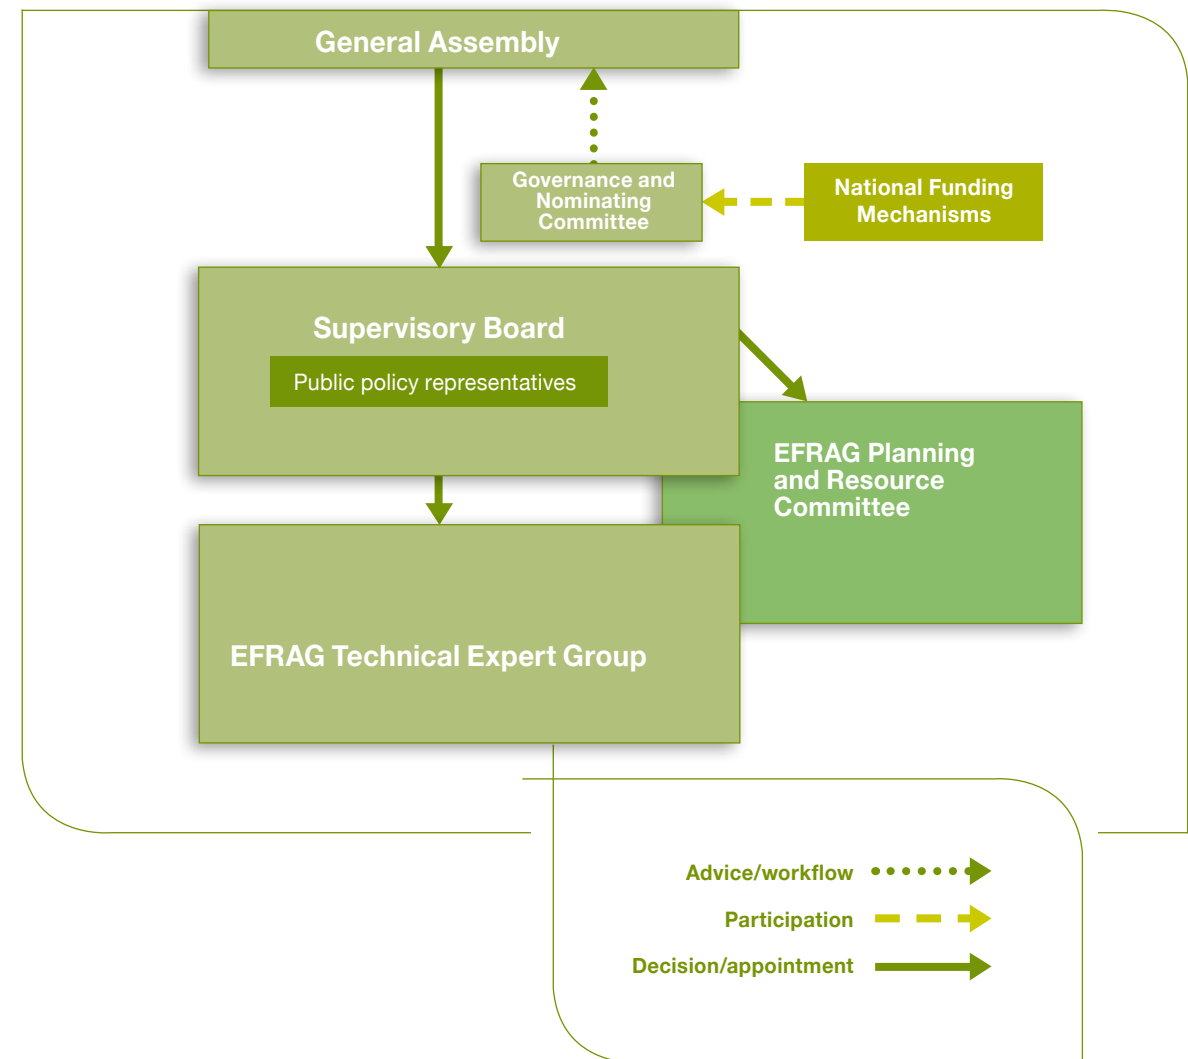 General Assembly
Governance and
Nominating
Committee
National Funding
Mechanisms
Supervisory Board
Public policy representatives
EFRAG Planning
and Resource
Committee
EFRAG Technical Expert Group
Advice/workflow
Participation
Decision/appointment